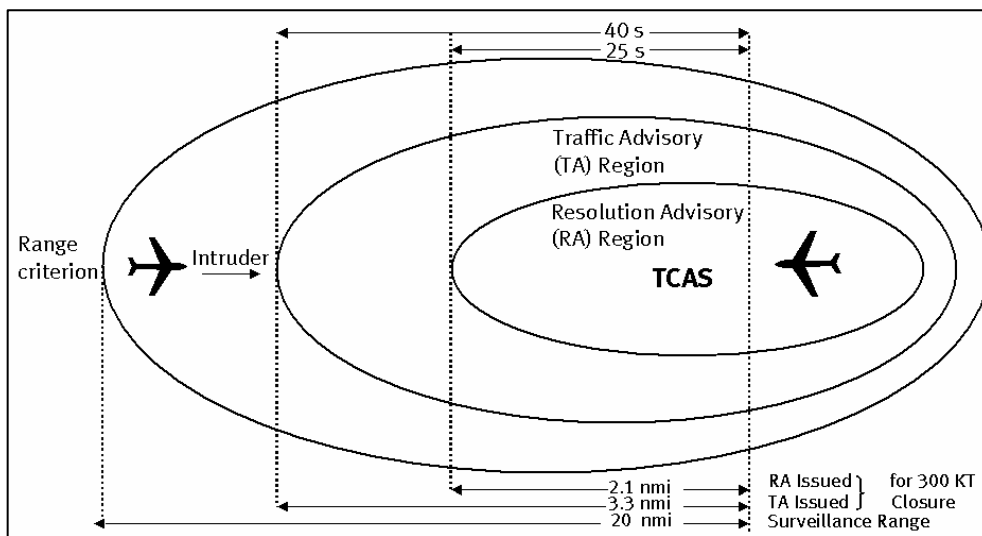 40 s
25 s
Traffic Advisory
(TA) Region
Resolution Advisory
(RA) Region
Range
criterion
Intruder
TCAS
2.1 nmi
RA Issued
for 300 KT
3.3 nmi
TA Issued
Closure
20 nmi
Surveillance Range